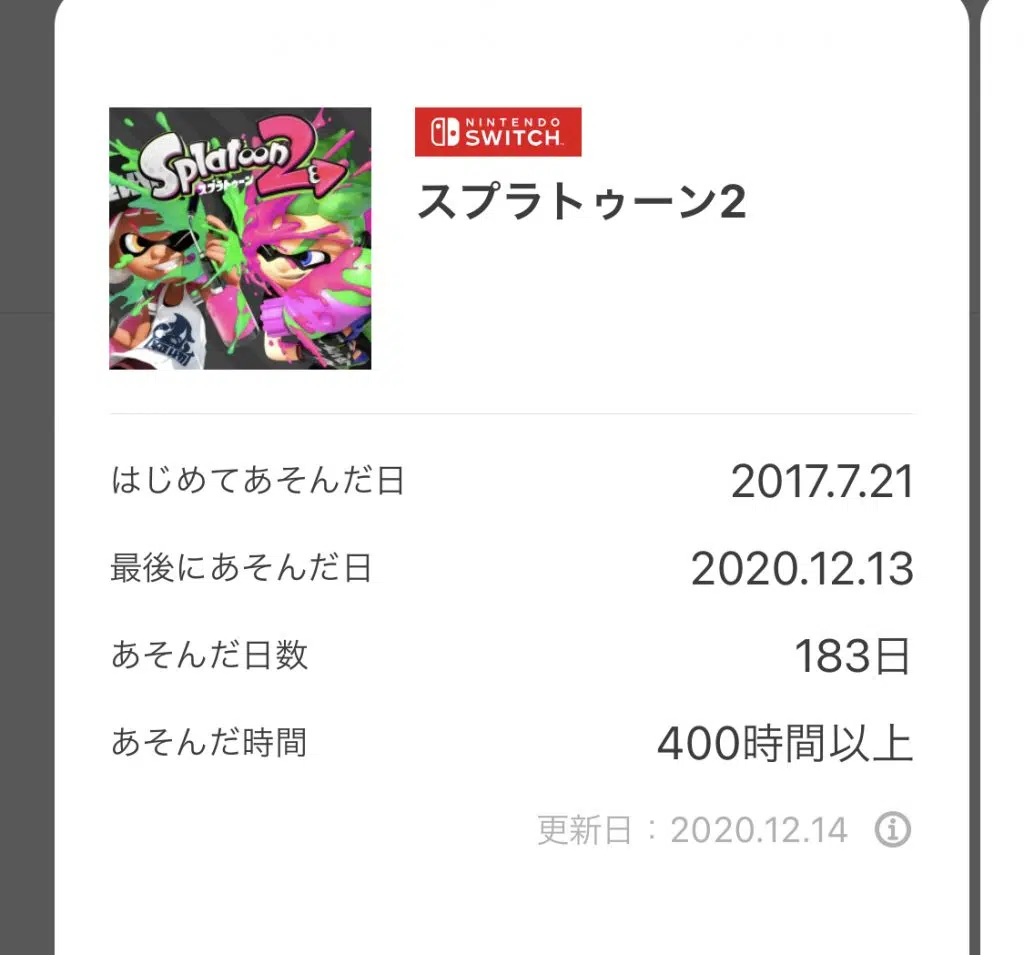 Splatoon 2
スプラトゥーン2
NINTENDO
SWITCH
スプラトゥーン2
はじめてあそんだ日 2017.7.21
最後にあそんだ日 2020.12.13
あそんだ日数 183日
あそんだ時間 400時間以上
更新日：2020.12.14